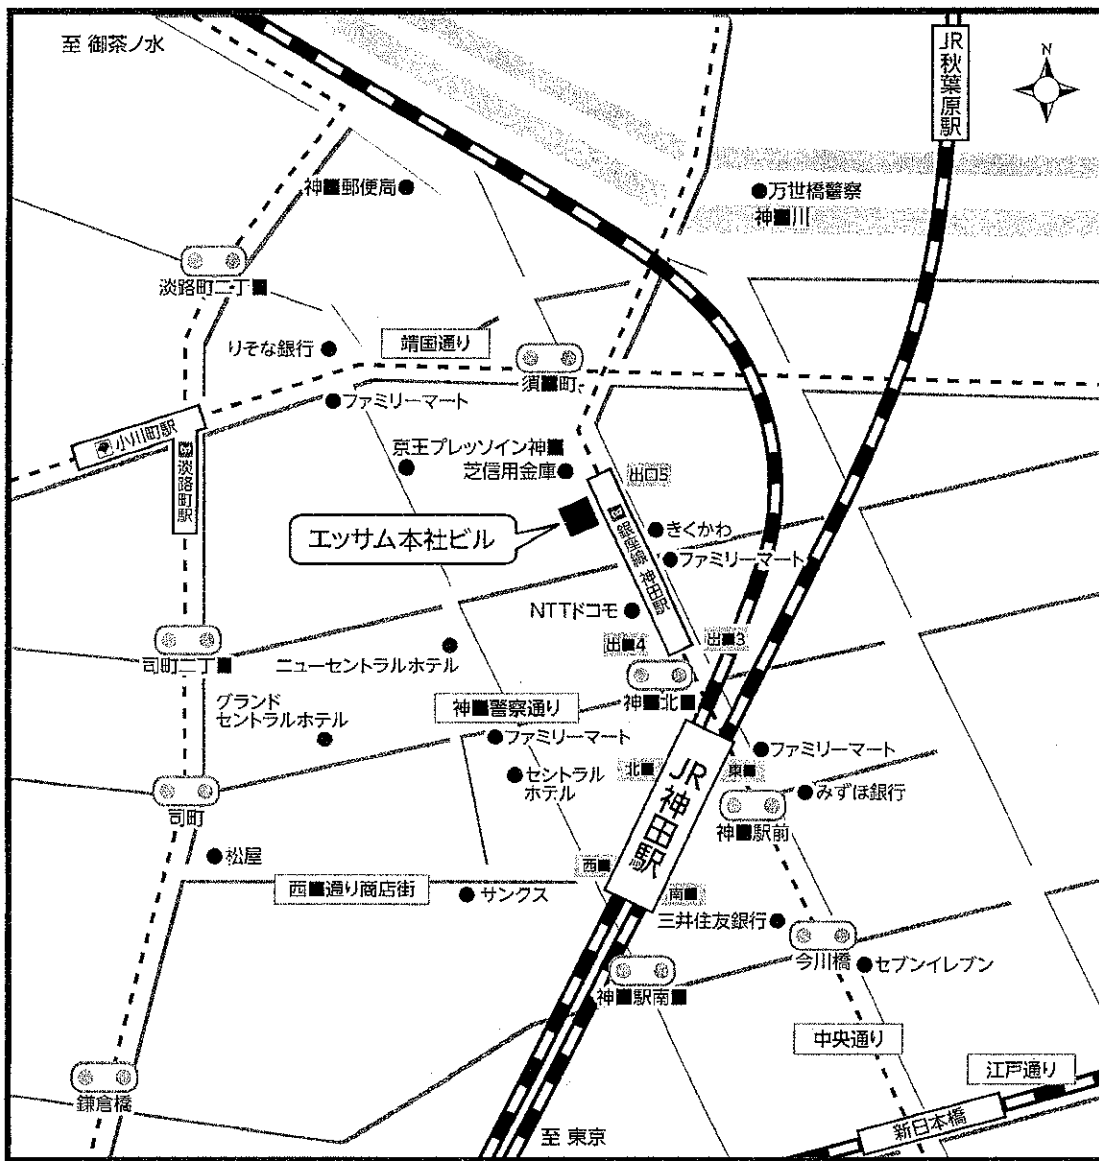 至 御茶ノ水
JR秋葉原駅
N
神■郵便局
万世橋警察
神■川
淡路町二丁■
りそな銀行
靖国通り
須■町
ファミリーマート
小川町駅
淡路町駅
京王プレッソイン神■
芝信用金庫
出口5
エッサム本社ビル
銀座線 神田駅
きくかわ
ファミリーマート
NTTドコモ
出■4
出■3
司町二丁■
ニューセントラルホテル
神■北■
グランド
セントラルホテル
神■警察通り
ファミリーマート
ファミリーマート
北■
JR神田駅
東■
セントラル
ホテル
みずほ銀行
司町
神■駅前
松屋
西■
西■通り商店街
サンクス
南■
三井住友銀行
今川橋
セブンイレブン
神■駅南■
中央通り
江戸通り
鎌倉橋
新日本橋
至 東京